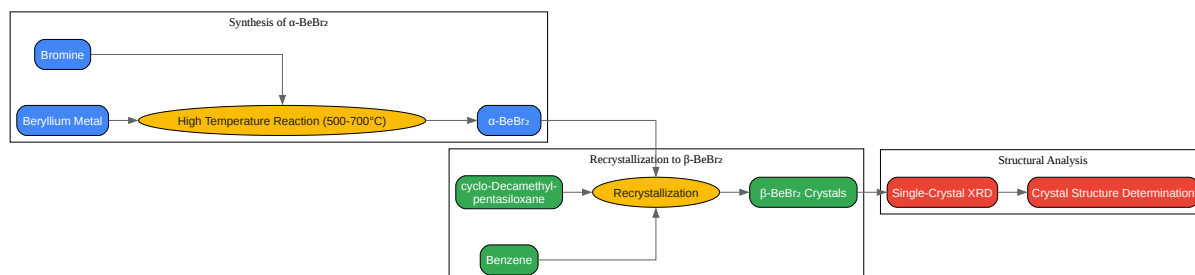 Synthesis of α-BeBr₂
Bromine
Beryllium Metal
High Temperature Reaction (500-700°C)
α-BeBr₂
Recrystallization to β-BeBr₂
cyclo-Decamethyl-
pentasiloxane
Recrystallization
β-BeBr₂ Crystals
Benzene
Structural Analysis
Single-Crystal XRD
Crystal Structure Determination